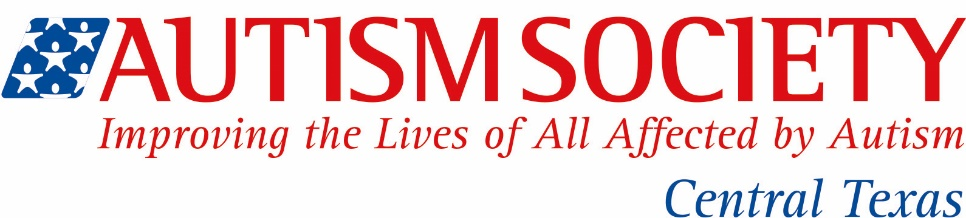 AUTISM SOCIETY
Improving the Lives of All Affected by Autism
Central Texas